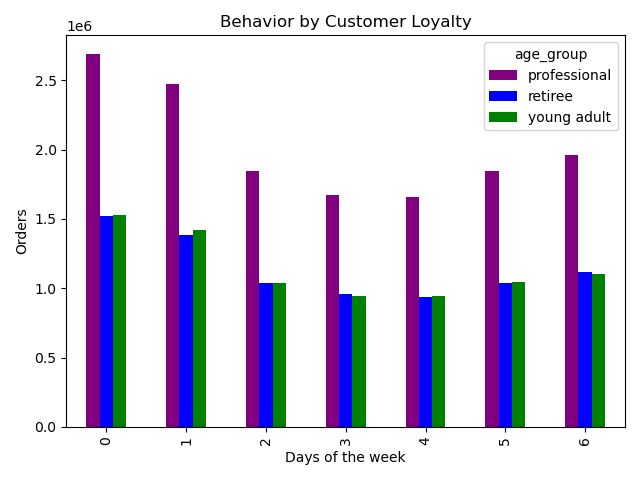 Behavior by Customer Loyalty
1e6
age_group
professional
retiree
young adult
2.5
2.0
1.5
1.0
0.5
0.0
Orders
0 1 2 3 4 5 6
Days of the week